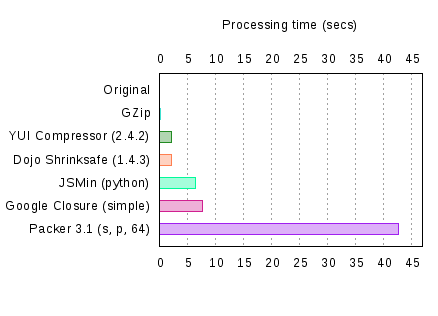 Processing time (secs)
0 5 10 15 20 25 30 35 40 45
Original
GZip
YUI Compressor (2.4.2)
Dojo Shrinksafe (1.4.3)
JSMin (python)
Google Closure (simple)
Packer 3.1 (s, p, 64)
0 5 10 15 20 25 30 35 40 45